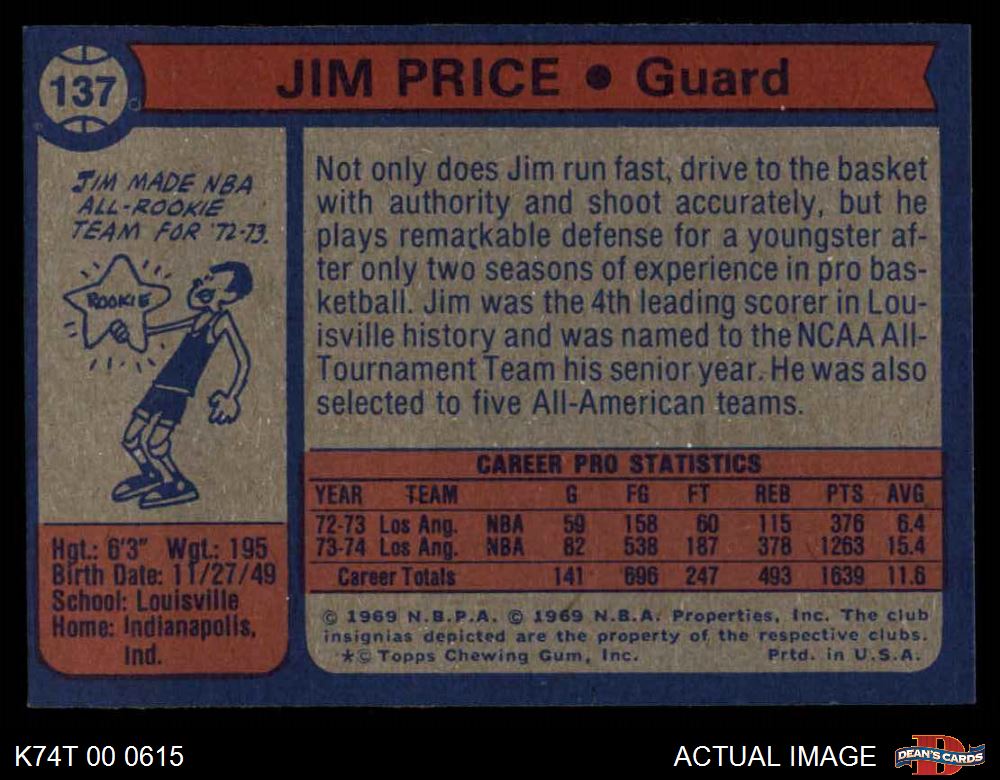 137
JIM PRICE • Guard
JIM MADE NBA
ALL-ROOKIE
TEAM FOR '72-73.
ROOKIE
Hgt.: 6'3" Wgt.: 195
Birth Date: 11/27/49
School: Louisville
Home: Indianapolis,
Ind.
Not only does Jim run fast, drive to the basket
with authority and shoot accurately, but he
plays remarkable defense for a youngster af-
ter only two seasons of experience in pro bas-
ketball. Jim was the 4th leading scorer in Lou-
isville history and was named to the NCAA All-
Tournament Team his senior year. He was also
selected to five All-American teams.
CAREER PRO STATISTICS
YEAR TEAM G FG FT REB PTS AVG
72-73 Los Ang. NBA 59 158 60 115 376 6.4
73-74 Los Ang. NBA 82 538 187 378 1263 15.4
Career Totals 141 696 247 493 1639 11.6
© 1969 N.B.P.A. © 1969 N.B.A. Properties, Inc. The club
insignias depicted are the property of the respective clubs.
*© Topps Chewing Gum, Inc. Prtd. in U.S.A.
K74T 00 0615
ACTUAL IMAGE
D
DEAN'S CARDS